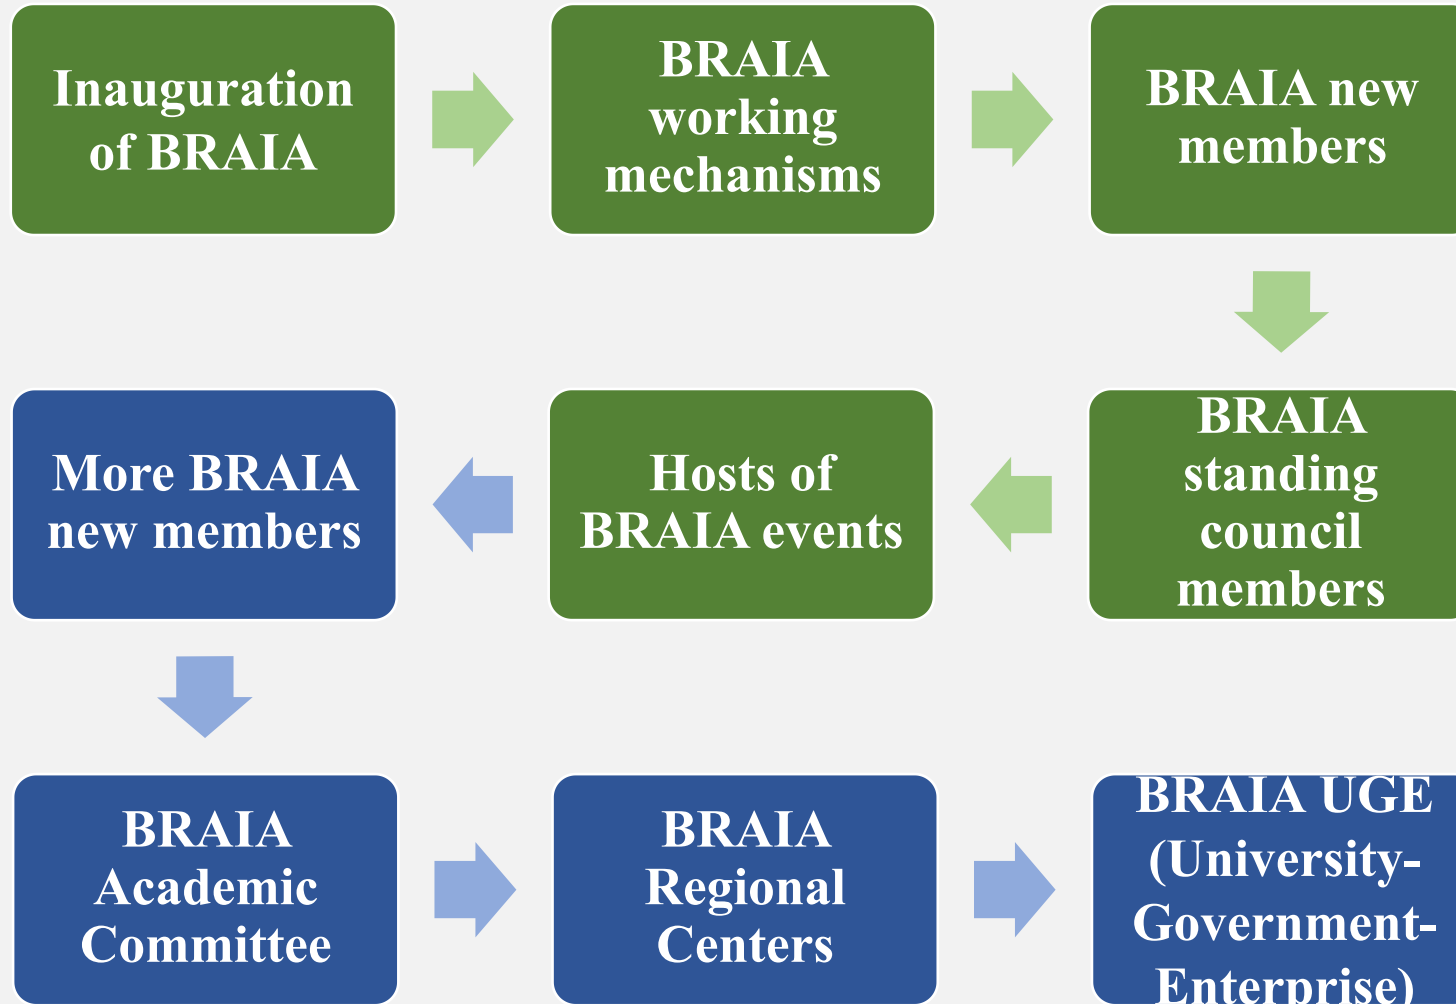 Inauguration
of BRAIA
BRAIA
working
mechanisms
BRAIA new
members
BRAIA
standing
council
members
Hosts of
BRAIA events
More BRAIA
new members
BRAIA
Academic
Committee
BRAIA
Regional
Centers
BRAIA UGE
(University-
Government-
Enterprise)